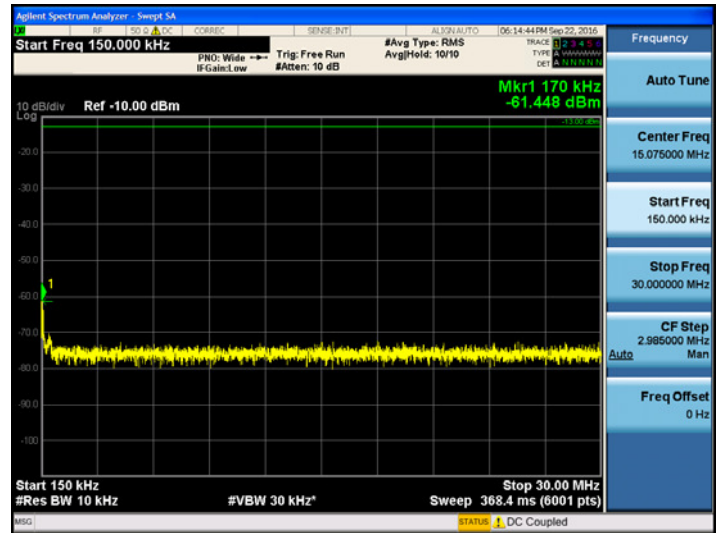 Agilent Spectrum Analyzer - Swept SA
RF 50 Ω DC CORREC SENSE:INT ALIGN AUTO 06:14:44 PM Sep 22, 2016
Start Freq 150.000 kHz
PNO: Wide
IFGain:Low
Trig: Free Run
#Atten: 10 dB
#Avg Type: RMS
Avg|Hold: 10/10
TRACE 1 2 3 4 5 6
TYPE A WWWWW
DET A N N N N N
Mkr1 170 kHz
-61.448 dBm
10 dB/div Ref -10.00 dBm
Log
-13.00 dBm
-20.0
-30.0
-40.0
-50.0
1
-60.0
-70.0
-80.0
-90.0
-100
Start 150 kHz Stop 30.00 MHz
#Res BW 10 kHz #VBW 30 kHz* Sweep 368.4 ms (6001 pts)
MSG STATUS DC Coupled
Frequency
Auto Tune
Center Freq
15.075000 MHz
Start Freq
150.000 kHz
Stop Freq
30.000000 MHz
CF Step
2.985000 MHz
Auto Man
Freq Offset
0 Hz